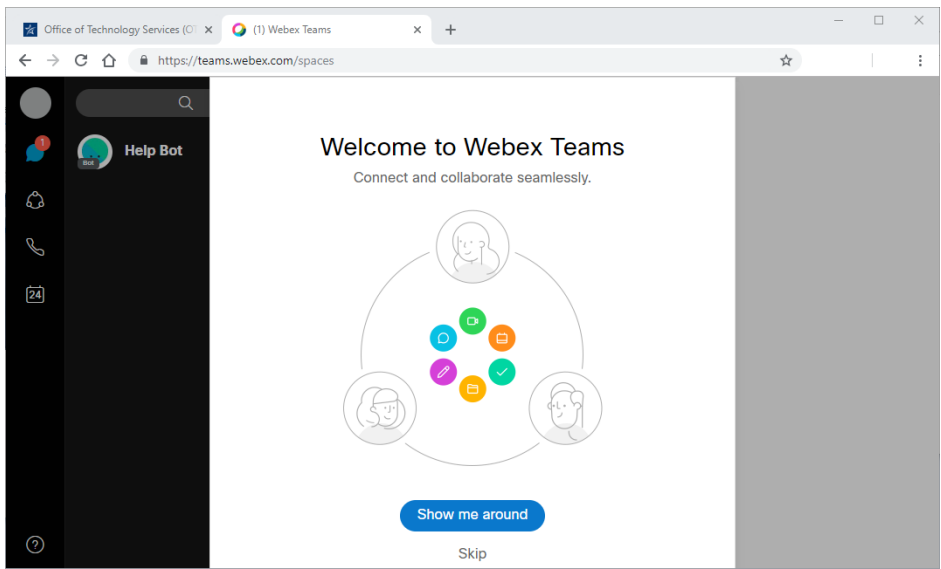 Office of Technology Services (OT
(1) Webex Teams
https://teams.webex.com/spaces
1
Bot
Help Bot
24
Welcome to Webex Teams
Connect and collaborate seamlessly.
Show me around
Skip
?